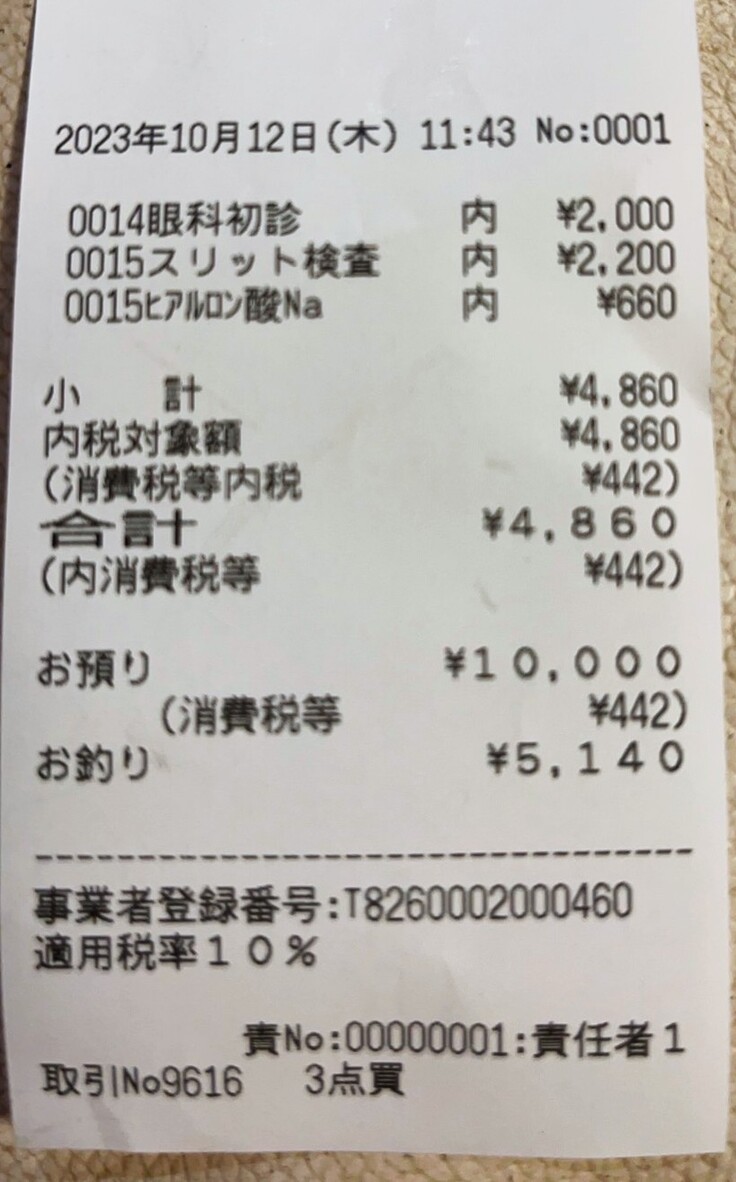 2023年10月12日(木) 11:43 No:0001
0014眼科初診 内 ¥2,000
0015スリット検査 内 ¥2,200
0015ﾋｱﾙﾛﾝ酸Na 内 ¥660
小　計 ¥4,860
内税対象額 ¥4,860
(消費税等内税 ¥442)
合計 ¥4,860
(内消費税等 ¥442)
お預り ¥10,000
(消費税等 ¥442)
お釣り ¥5,140
--------------------------------
事業者登録番号:T8260002000460
適用税率１０％
責No:00000001:責任者１
取引No9616 3点買